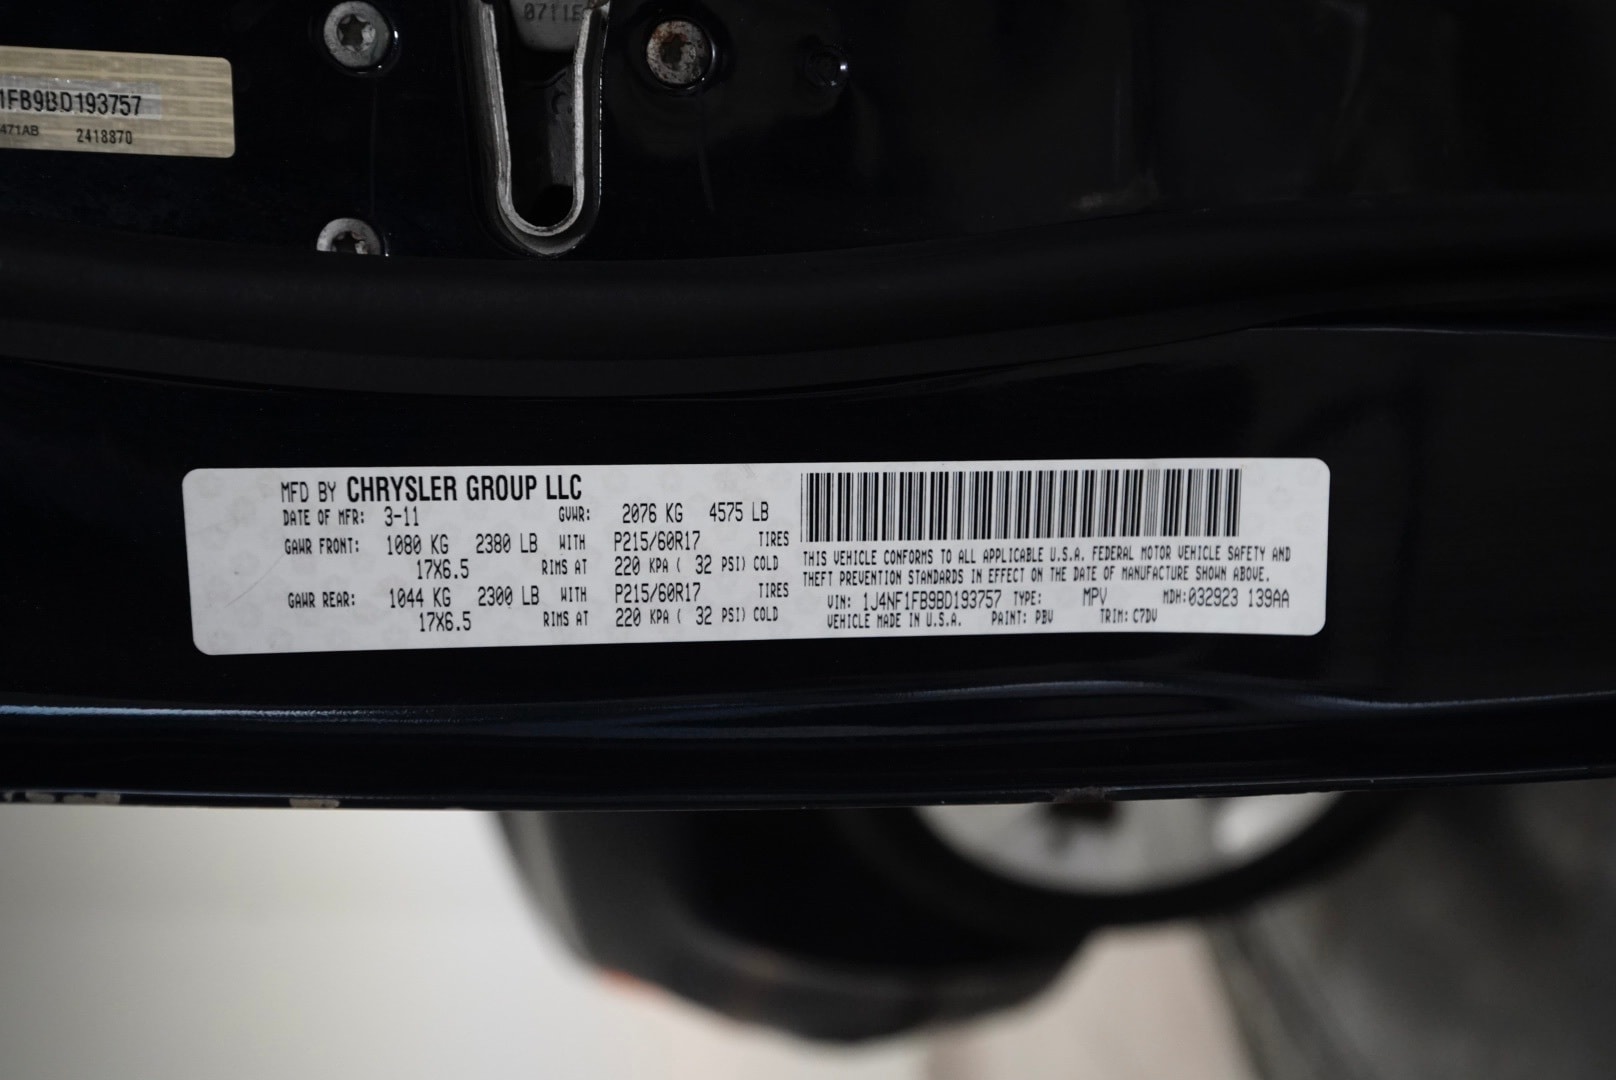 0711E
1FB9BD193757
471AB 2418870
MFD BY CHRYSLER GROUP LLC
DATE OF MFR: 3-11 GVWR: 2076 KG 4575 LB
GAWR FRONT: 1080 KG 2380 LB WITH P215/60R17 TIRES
17X6.5 RIMS AT 220 KPA ( 32 PSI) COLD
GAWR REAR: 1044 KG 2300 LB WITH P215/60R17 TIRES
17X6.5 RIMS AT 220 KPA ( 32 PSI) COLD
THIS VEHICLE CONFORMS TO ALL APPLICABLE U.S.A. FEDERAL MOTOR VEHICLE SAFETY AND
THEFT PREVENTION STANDARDS IN EFFECT ON THE DATE OF MANUFACTURE SHOWN ABOVE.
VIN: 1J4NF1FB9BD193757 TYPE: MPV MDH:032923 139AA
VEHICLE MADE IN U.S.A. PAINT: PBV TRIM: C7DV